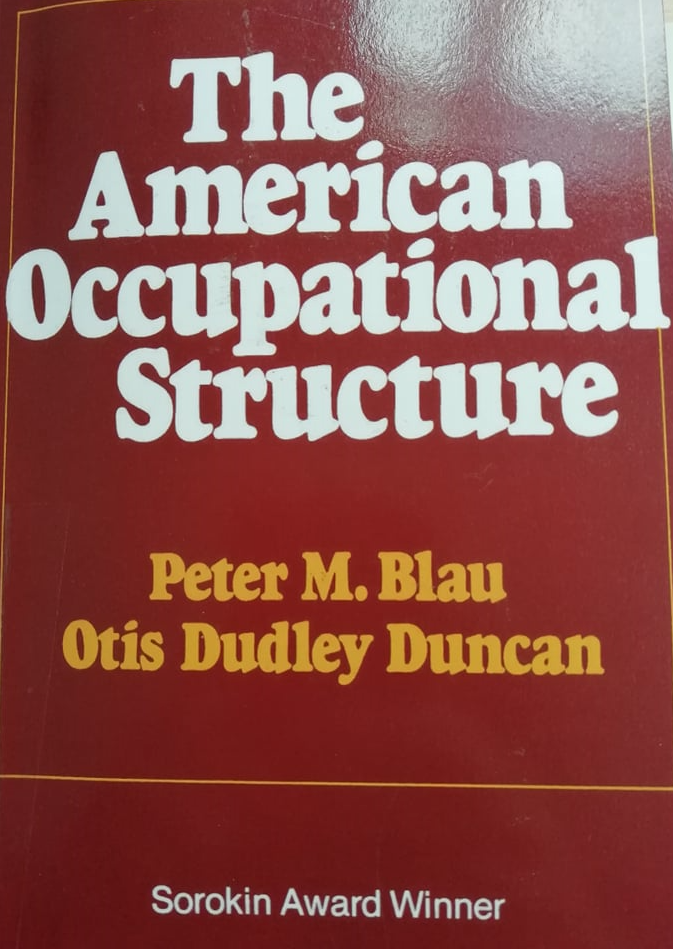 The
American
Occupational
Structure
Peter M. Blau
Otis Dudley Duncan
Sorokin Award Winner